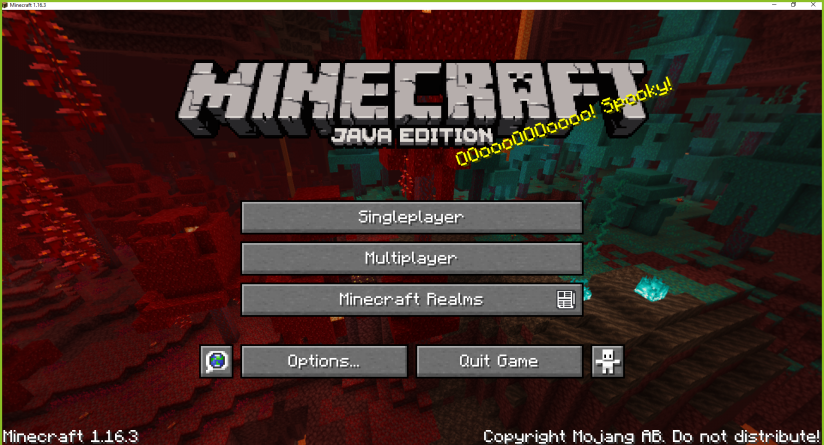 Minecraft 1.16.3
MINECRAFT
JAVA EDITION
OOoooOOOoooo! Spooky!
Singleplayer
Multiplayer
Minecraft Realms
Options...
Quit Game
Minecraft 1.16.3
Copyright Mojang AB. Do not distribute!